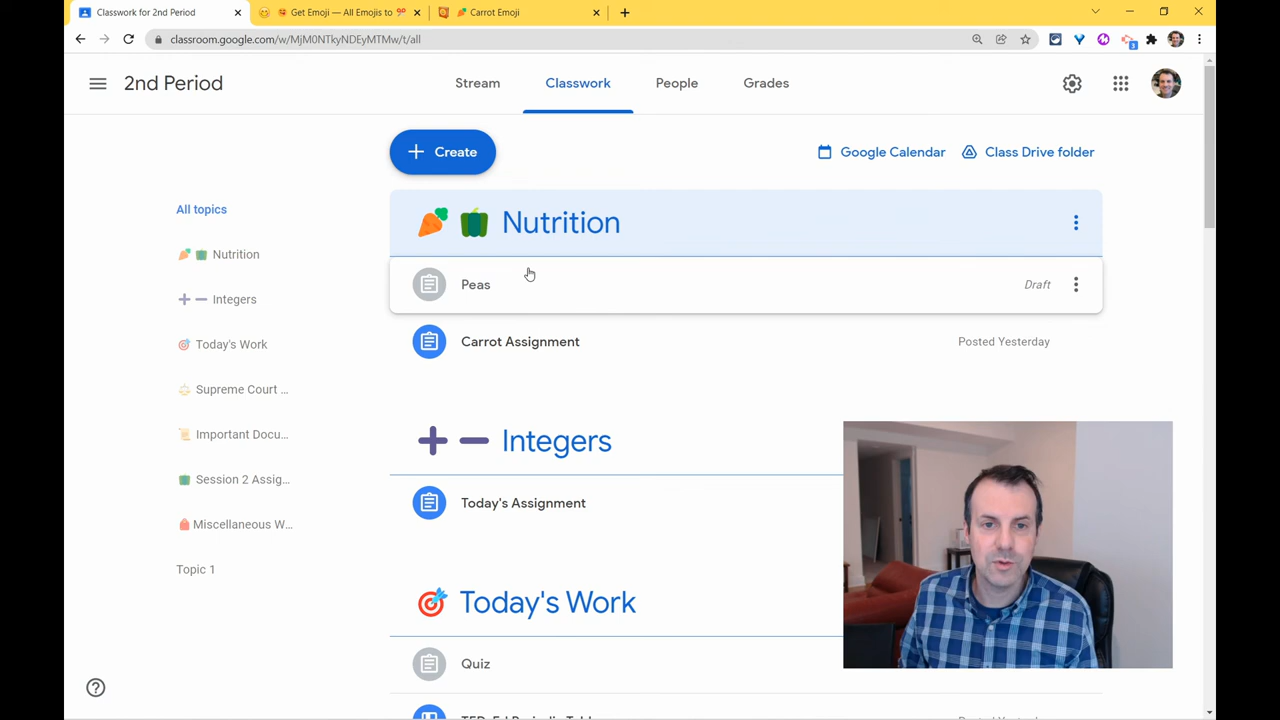 Classwork for 2nd Period
Get Emoji — All Emojis to
Carrot Emoji
classroom.google.com/w/MjM0NTkyNDEyMTMw/t/all
3
2nd Period
Stream
Classwork
People
Grades
Create
Google Calendar
Class Drive folder
All topics
Nutrition
Integers
Today's Work
Supreme Court ...
Important Docu...
Session 2 Assig...
Miscellaneous W...
Topic 1
Nutrition
Peas
Draft
Carrot Assignment
Posted Yesterday
Integers
Today's Assignment
Today's Work
Quiz